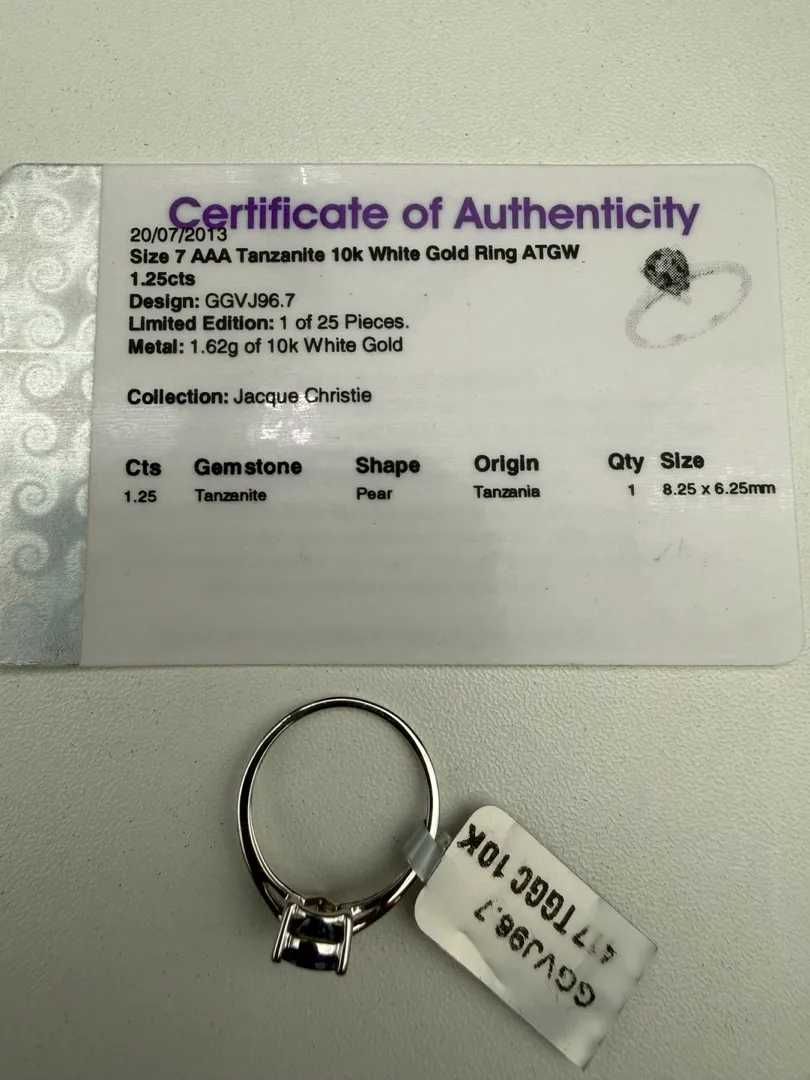 Certificate of Authenticity
20/07/2013
Size 7 AAA Tanzanite 10k White Gold Ring ATGW
1.25cts
Design: GGVJ96.7
Limited Edition: 1 of 25 Pieces.
Metal: 1.62g of 10k White Gold
Collection: Jacque Christie
Cts Gemstone Shape Origin Qty Size
1.25 Tanzanite Pear Tanzania 1 8.25 x 6.25mm
GGVJ96.7
417 TGGC 10K